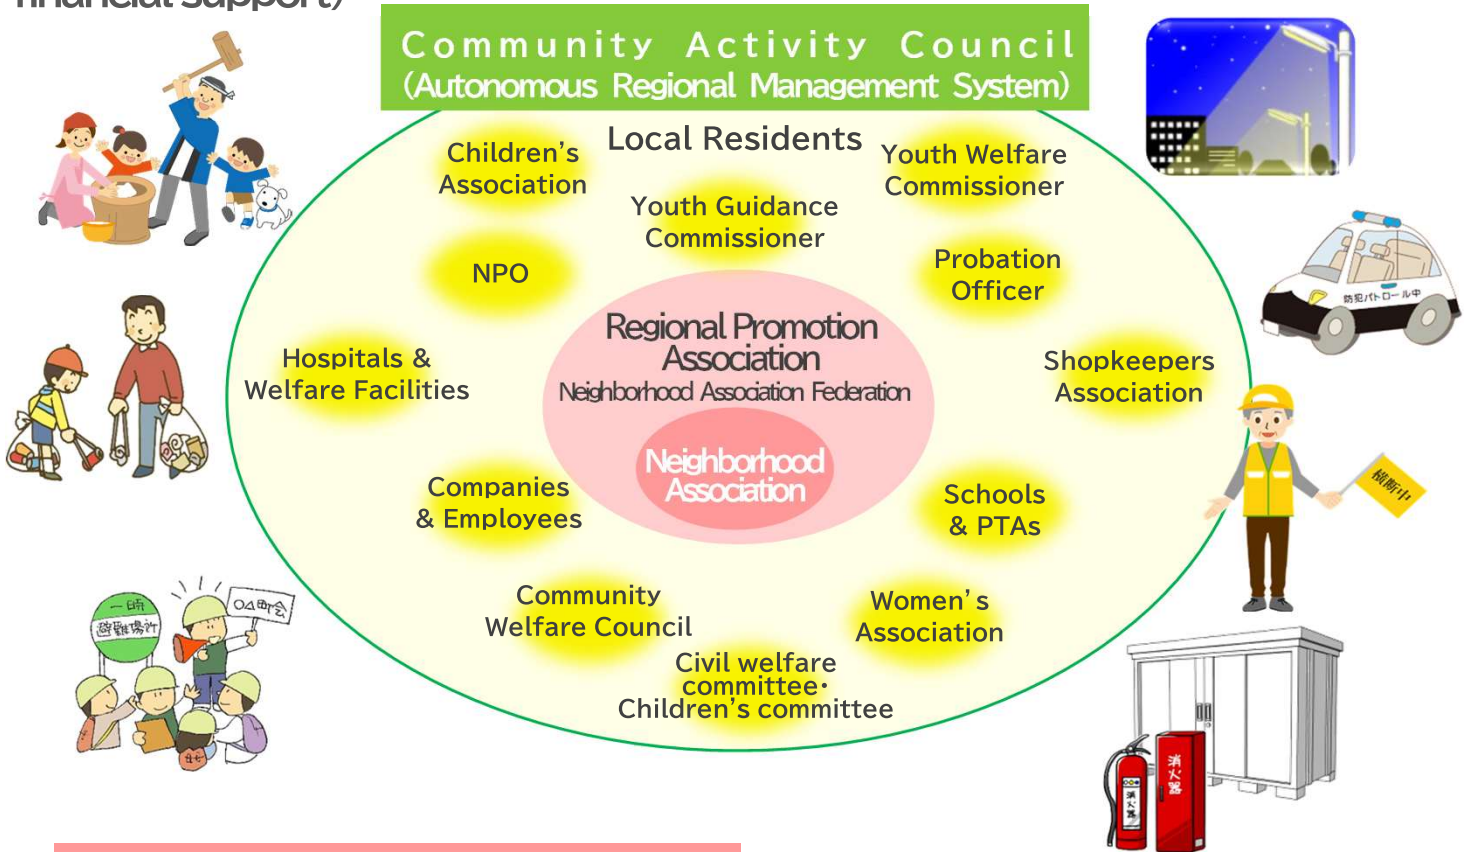 financial support)
Community Activity Council
(Autonomous Regional Management System)
Local Residents
Children's
Association
Youth Welfare
Commissioner
Youth Guidance
Commissioner
NPO
Probation
Officer
Regional Promotion
Association
Neighborhood Association Federation
Hospitals &
Welfare Facilities
Shopkeepers
Association
Neighborhood
Association
Companies
& Employees
Schools
& PTAs
Community
Welfare Council
Women's
Association
Civil welfare
committee・
Children's committee
防犯パトロール中
横断中
一時
避難場所
○△町会
消火器
消火器